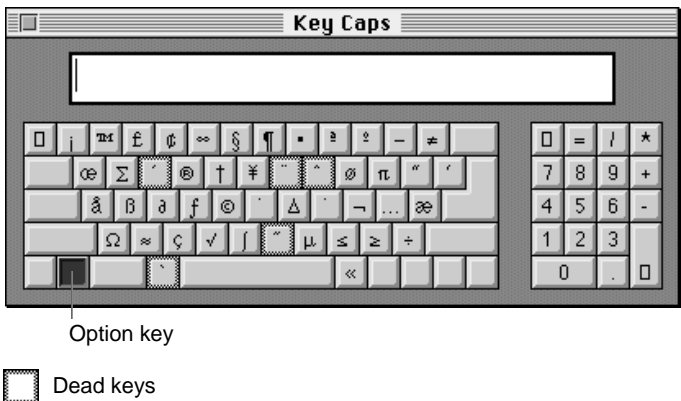 Key Caps
¡ ™ £ ¢ ∞ § ¶ • ª º – ≠ = / *
œ Σ ´ ® † ¥ ¨ ˆ ø π “ ‘ 7 8 9 +
å ß ∂ ƒ © ˙ Δ ˙ ¬ … æ 4 5 6 -
Ω ≈ ç √ ∫ ˜ µ ≤ ≥ ÷ 1 2 3
` « 0 .
Option key
Dead keys